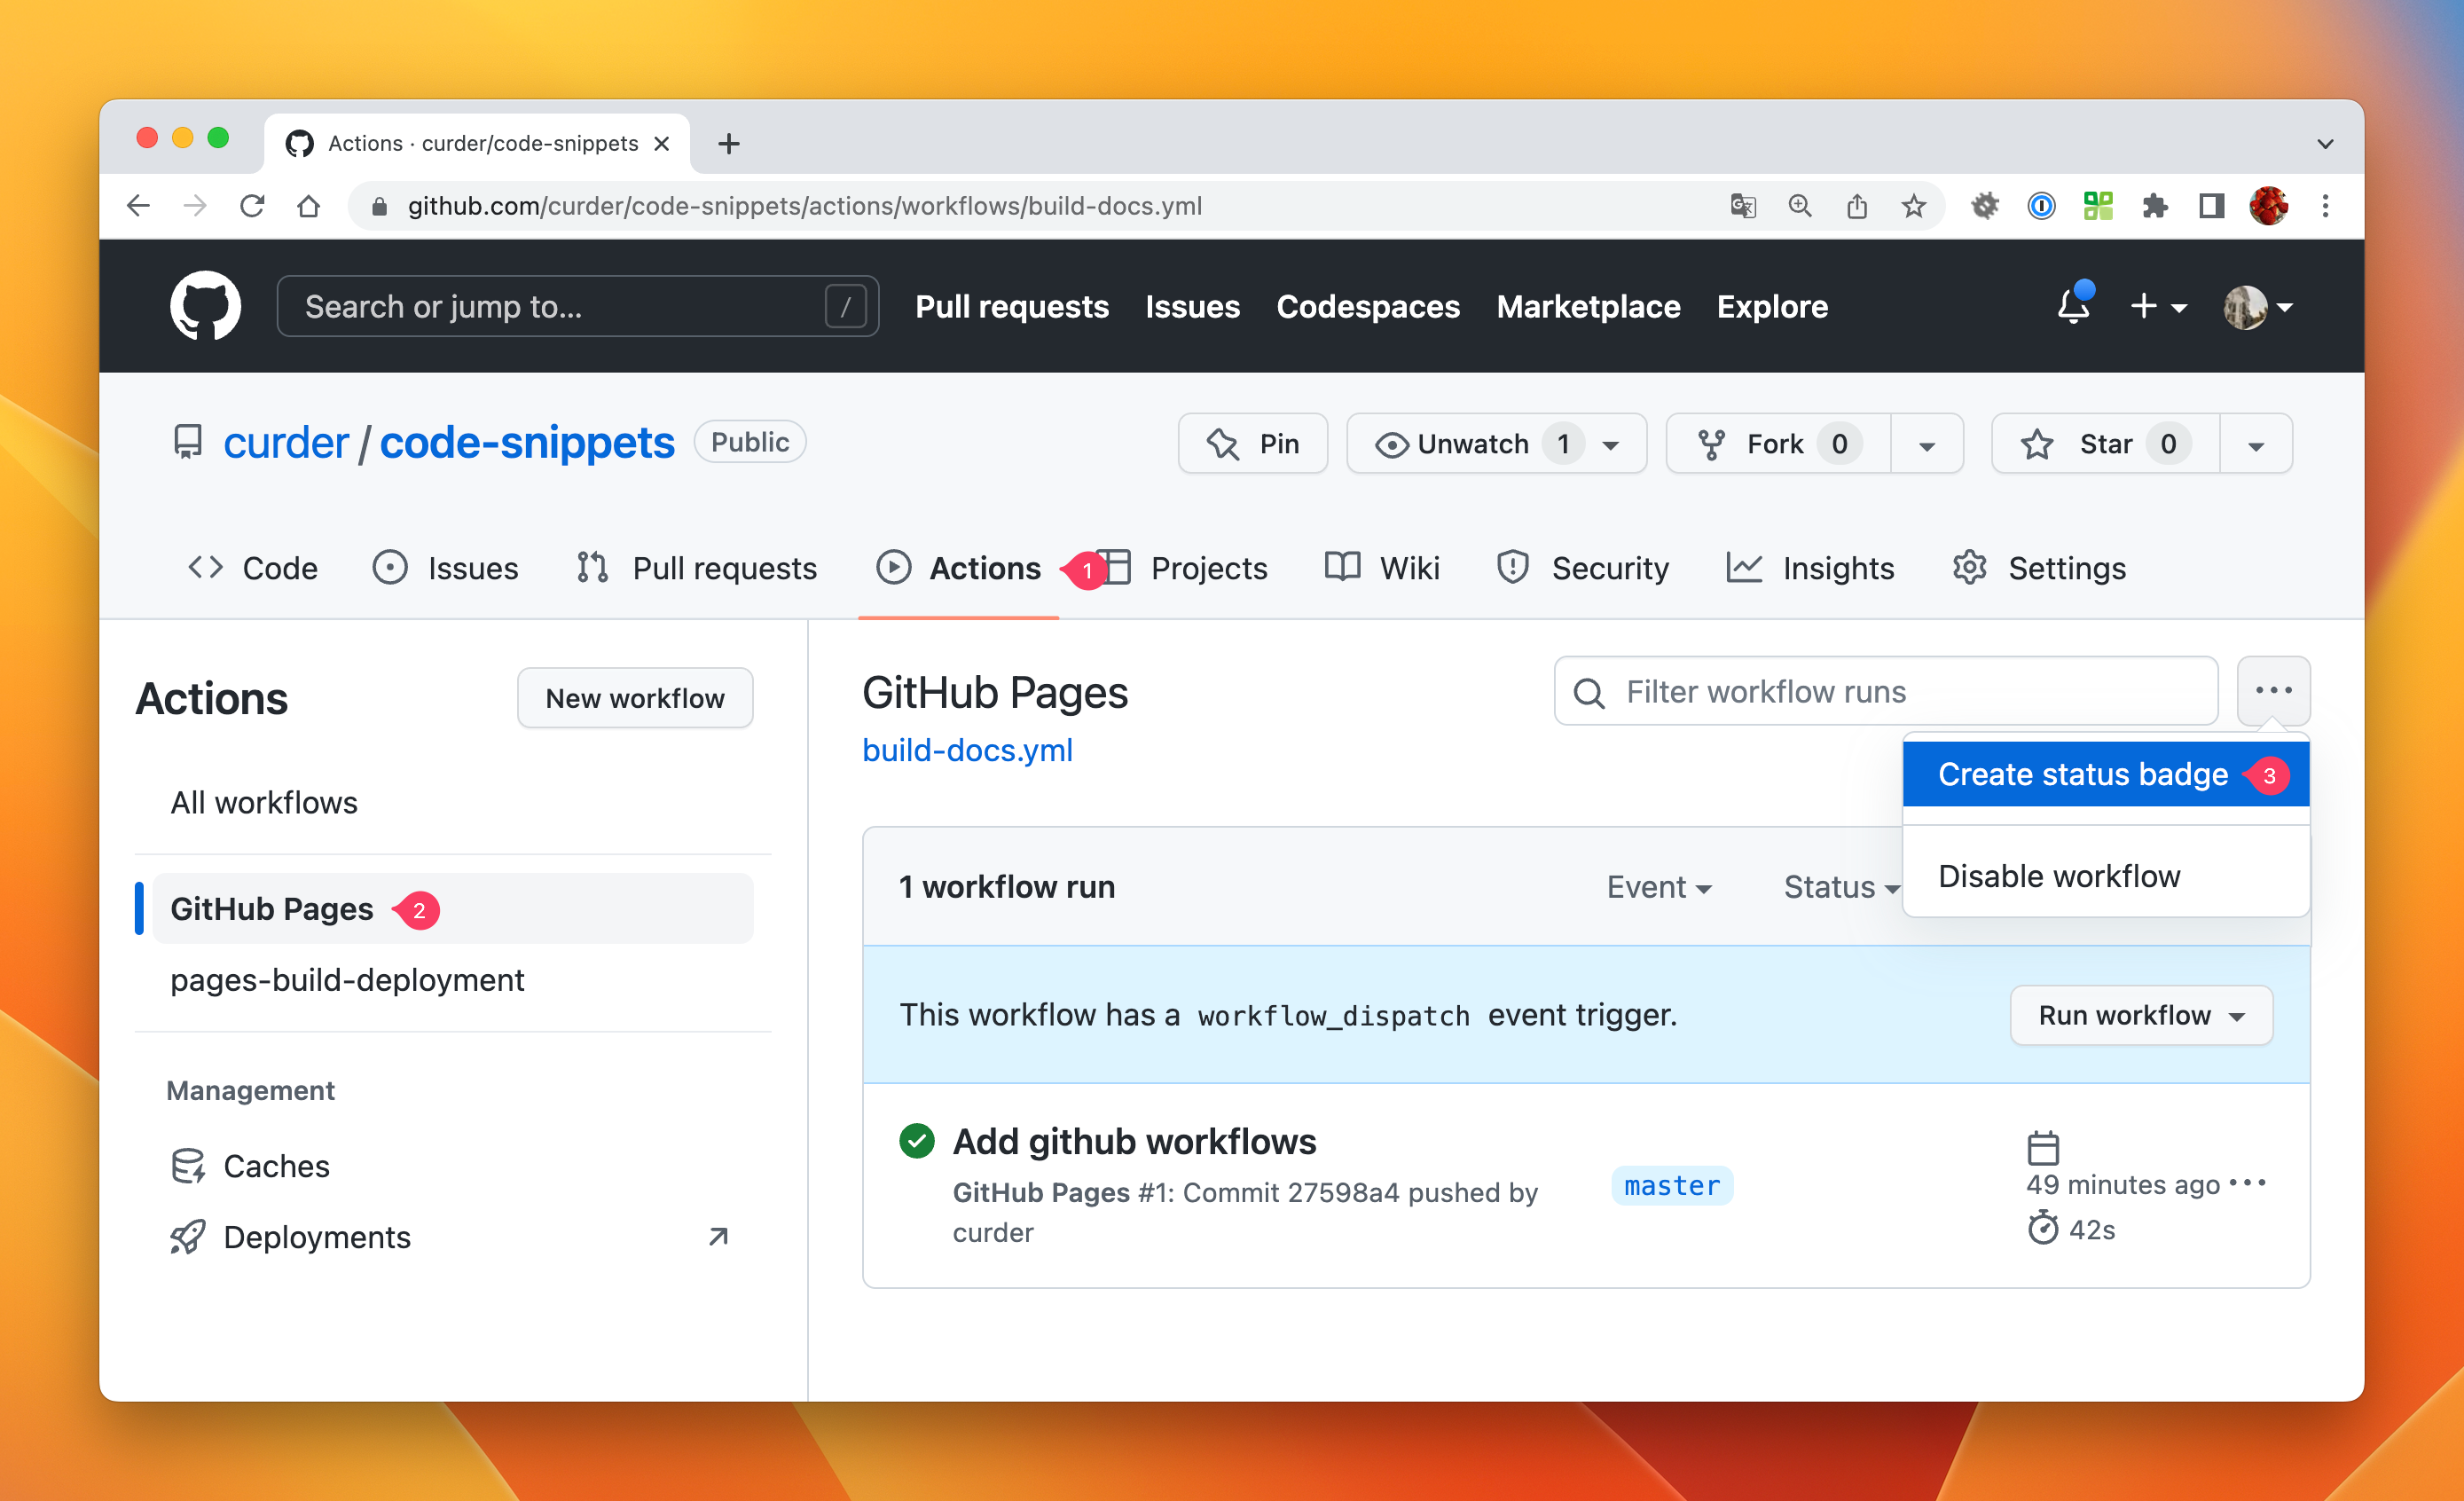 Actions · curder/code-snippets
github.com/curder/code-snippets/actions/workflows/build-docs.yml
Search or jump to... /
Pull requests Issues Codespaces Marketplace Explore
curder / code-snippets Public
Pin Unwatch 1 Fork 0 Star 0
Code Issues Pull requests Actions 1 Projects Wiki Security Insights Settings
Actions
New workflow
All workflows
GitHub Pages 2
pages-build-deployment
Management
Caches
Deployments
GitHub Pages
build-docs.yml
Filter workflow runs
Create status badge 3
Disable workflow
1 workflow run
Event Status
This workflow has a workflow_dispatch event trigger.
Run workflow
Add github workflows
GitHub Pages #1: Commit 27598a4 pushed by
curder
master
49 minutes ago
42s